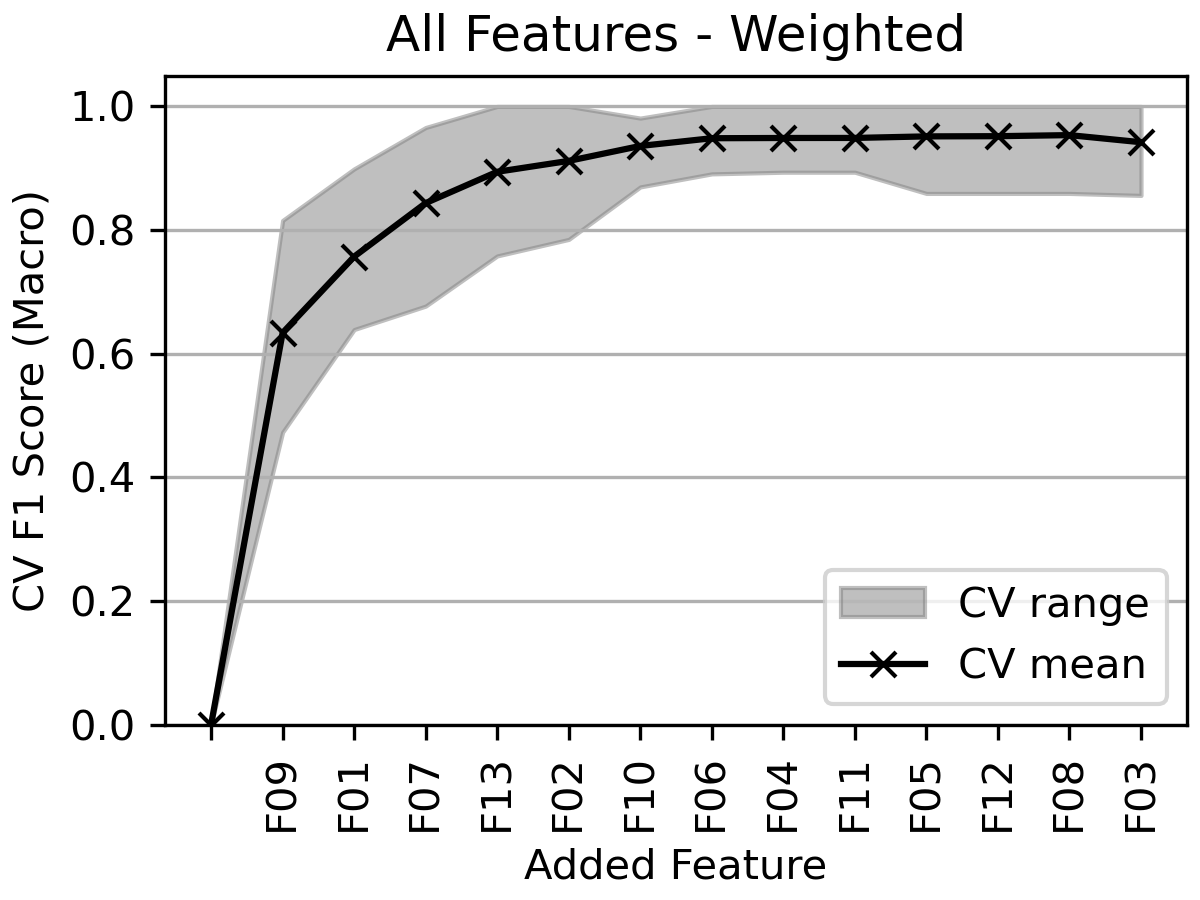 All Features - Weighted
CV F1 Score (Macro)
1.0
0.8
0.6
0.4
0.2
0.0
CV range
CV mean
F09
F01
F07
F13
F02
F10
F06
F04
F11
F05
F12
F08
F03
Added Feature